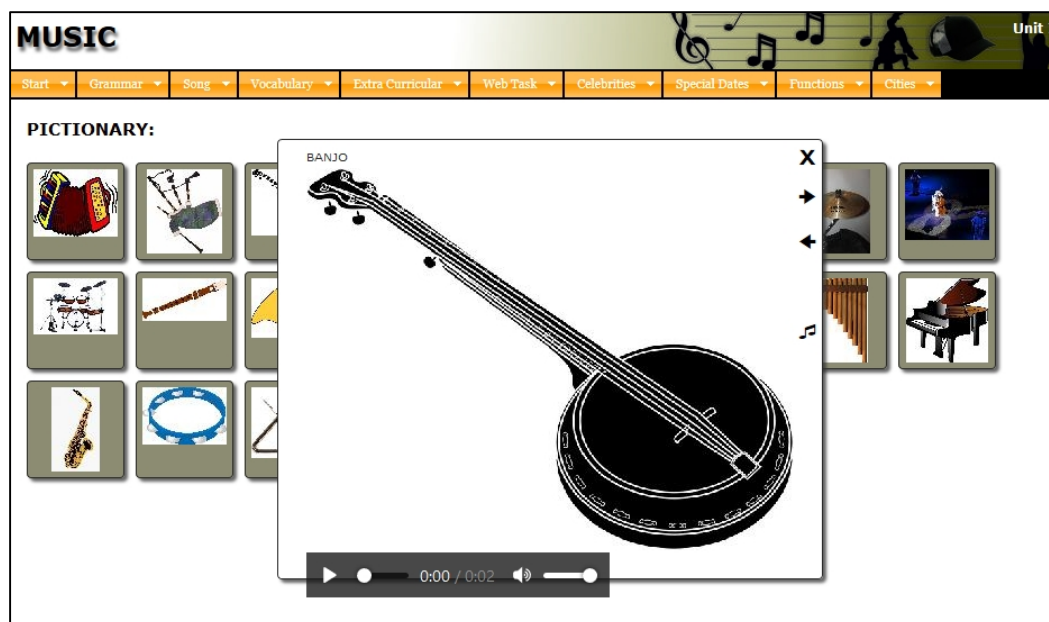 MUSIC
Unit
Start Grammar Song Vocabulary Extra Curricular Web Task Celebrities Special Dates Functions Cities
PICTIONARY:
BANJO
X
0:00 / 0:02